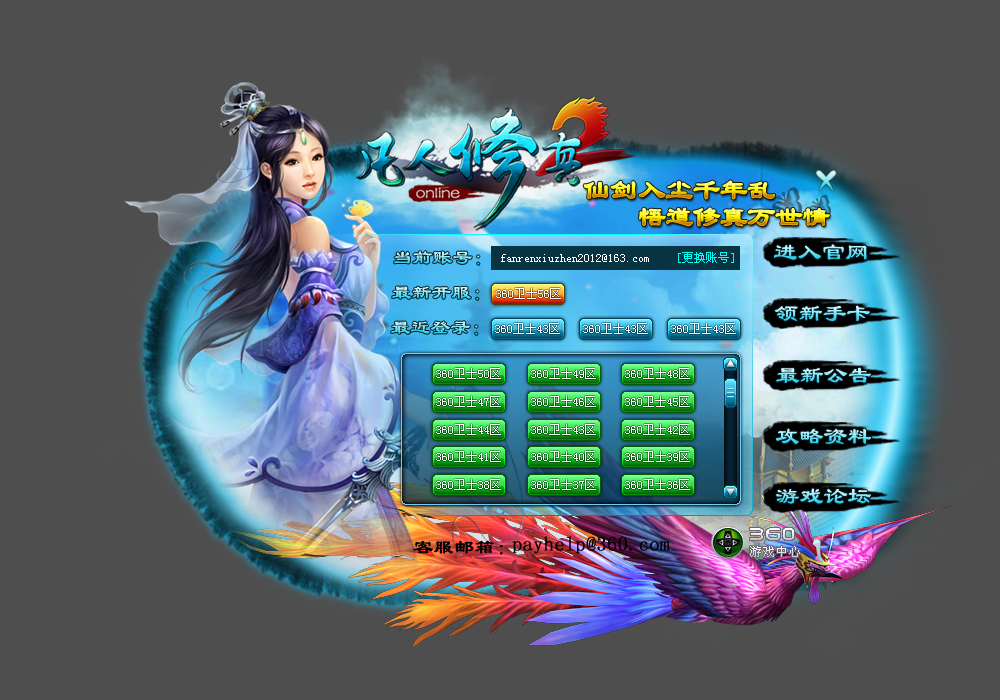 凡人修真2
online
仙剑入尘千年乱
悟道修真万世情
当前账号： fanrenxiuzhen2012@163.com [更换账号]
最新开服： 360卫士56区
最近登录： 360卫士43区 360卫士43区 360卫士43区
360卫士50区 360卫士49区 360卫士48区
360卫士47区 360卫士46区 360卫士45区
360卫士44区 360卫士43区 360卫士42区
360卫士41区 360卫士40区 360卫士39区
360卫士38区 360卫士37区 360卫士36区
进入官网
领新手卡
最新公告
攻略资料
游戏论坛
客服邮箱：payhelp@360.com
360
游戏中心